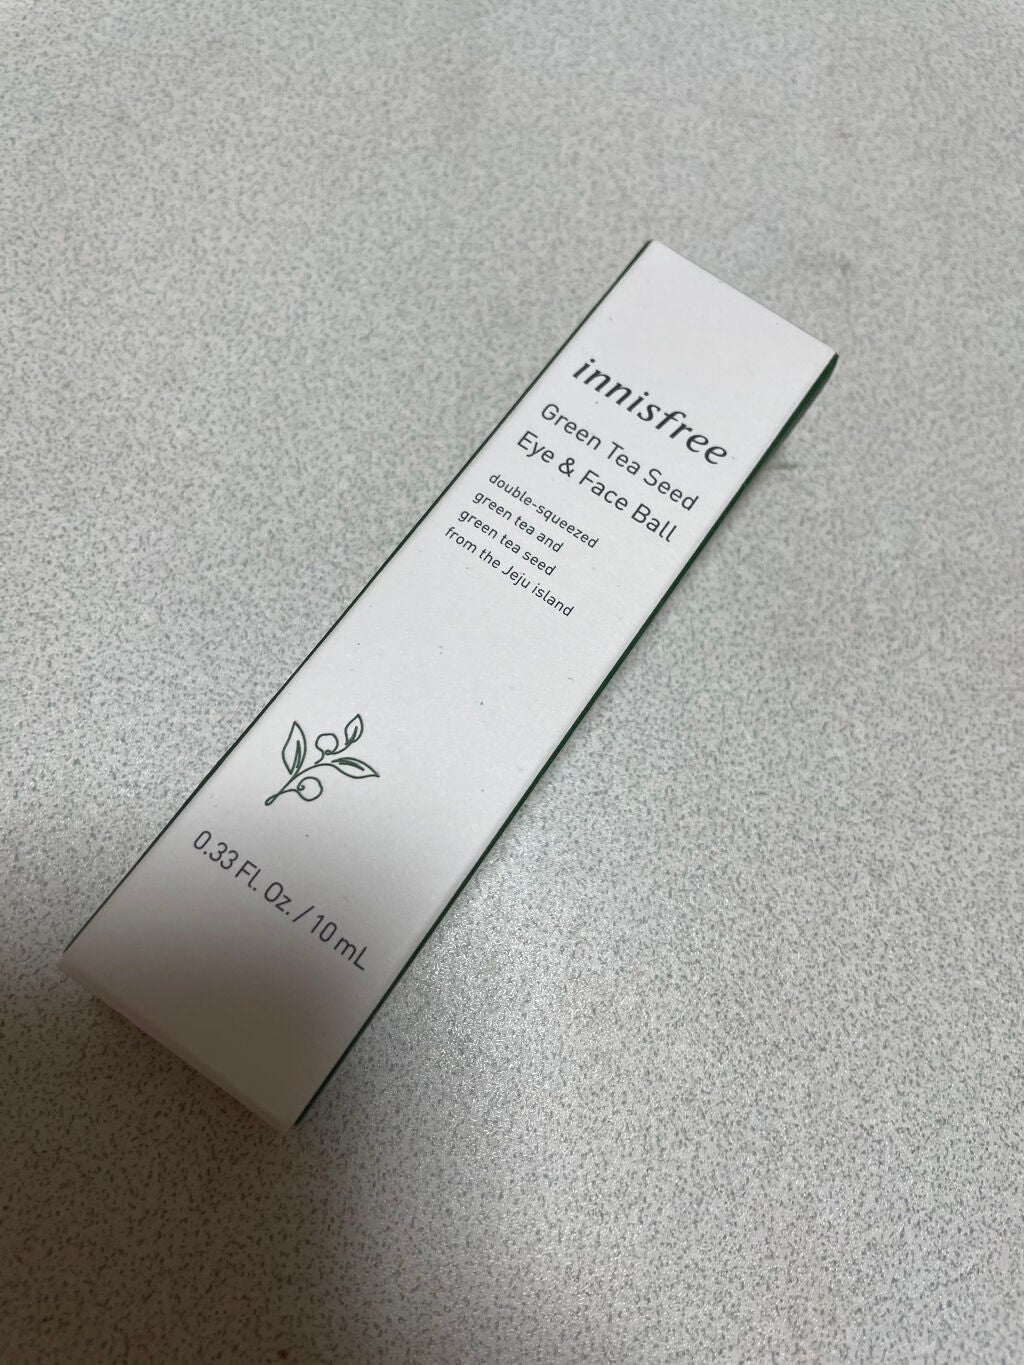 innisfree
Green Tea Seed
Eye & Face Ball
double-squeezed
green tea and
green tea seed
from the Jeju island
0.33 Fl. Oz. / 10 mL